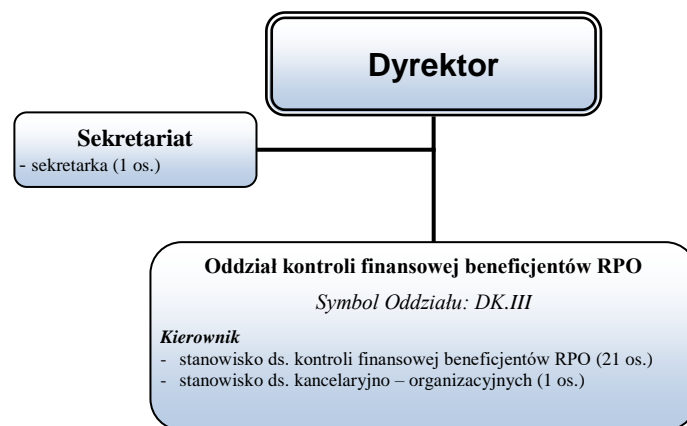 Dyrektor
Sekretariat
- sekretarka (1 os.)
Oddział kontroli finansowej beneficjentów RPO
Symbol Oddziału: DK.III
Kierownik
- stanowisko ds. kontroli finansowej beneficjentów RPO (21 os.)
- stanowisko ds. kancelaryjno – organizacyjnych (1 os.)